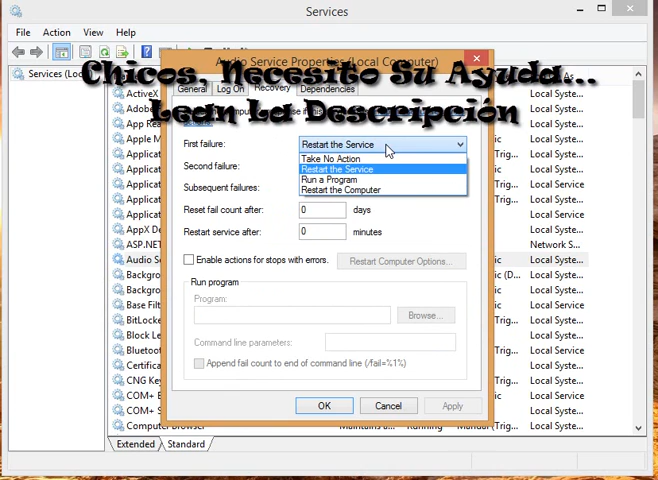 Services
File Action View Help
Audio Service Properties (Local Computer)
Chicos, Necesito Su Ayuda...
Lean La Descripción
Services (Loc
As
General
Log On
Recovery
Dependencies
ActiveX
Local Syste...
Adobe
Local Syste...
App Rea
Local Syste...
Apple M
Local Syste...
Applicat
Local Syste...
Applicat
Local Service
Applicat
Local Syste...
Applicat
Local Service
Applicat
Local Syste...
AppX D
Local Syste...
ASP.NET
Network S...
Audio Se
Local Syste...
Backgro
Local Syste...
Backgro
Local Syste...
Base Filt
Local Service
BitLocke
Local Syste...
Block Le
Local Syste...
Bluetoot
Local Service
Certifica
Local Syste...
CNG Key
Local Syste...
COM+ E
Local Service
COM+ S
Local Syste...
Computer Browser
Maintains a...
Running
Manual (Trig...
Local Syste...
First failure:
Restart the Service
Take No Action
Restart the Service
Run a Program
Restart the Computer
Second failure:
Subsequent failures:
Reset fail count after:
0
days
Restart service after:
0
minutes
Enable actions for stops with errors.
Restart Computer Options...
Run program
Program:
Browse...
Command line parameters:
Append fail count to end of command line (/fail=%1%)
OK
Cancel
Apply
Extended
Standard